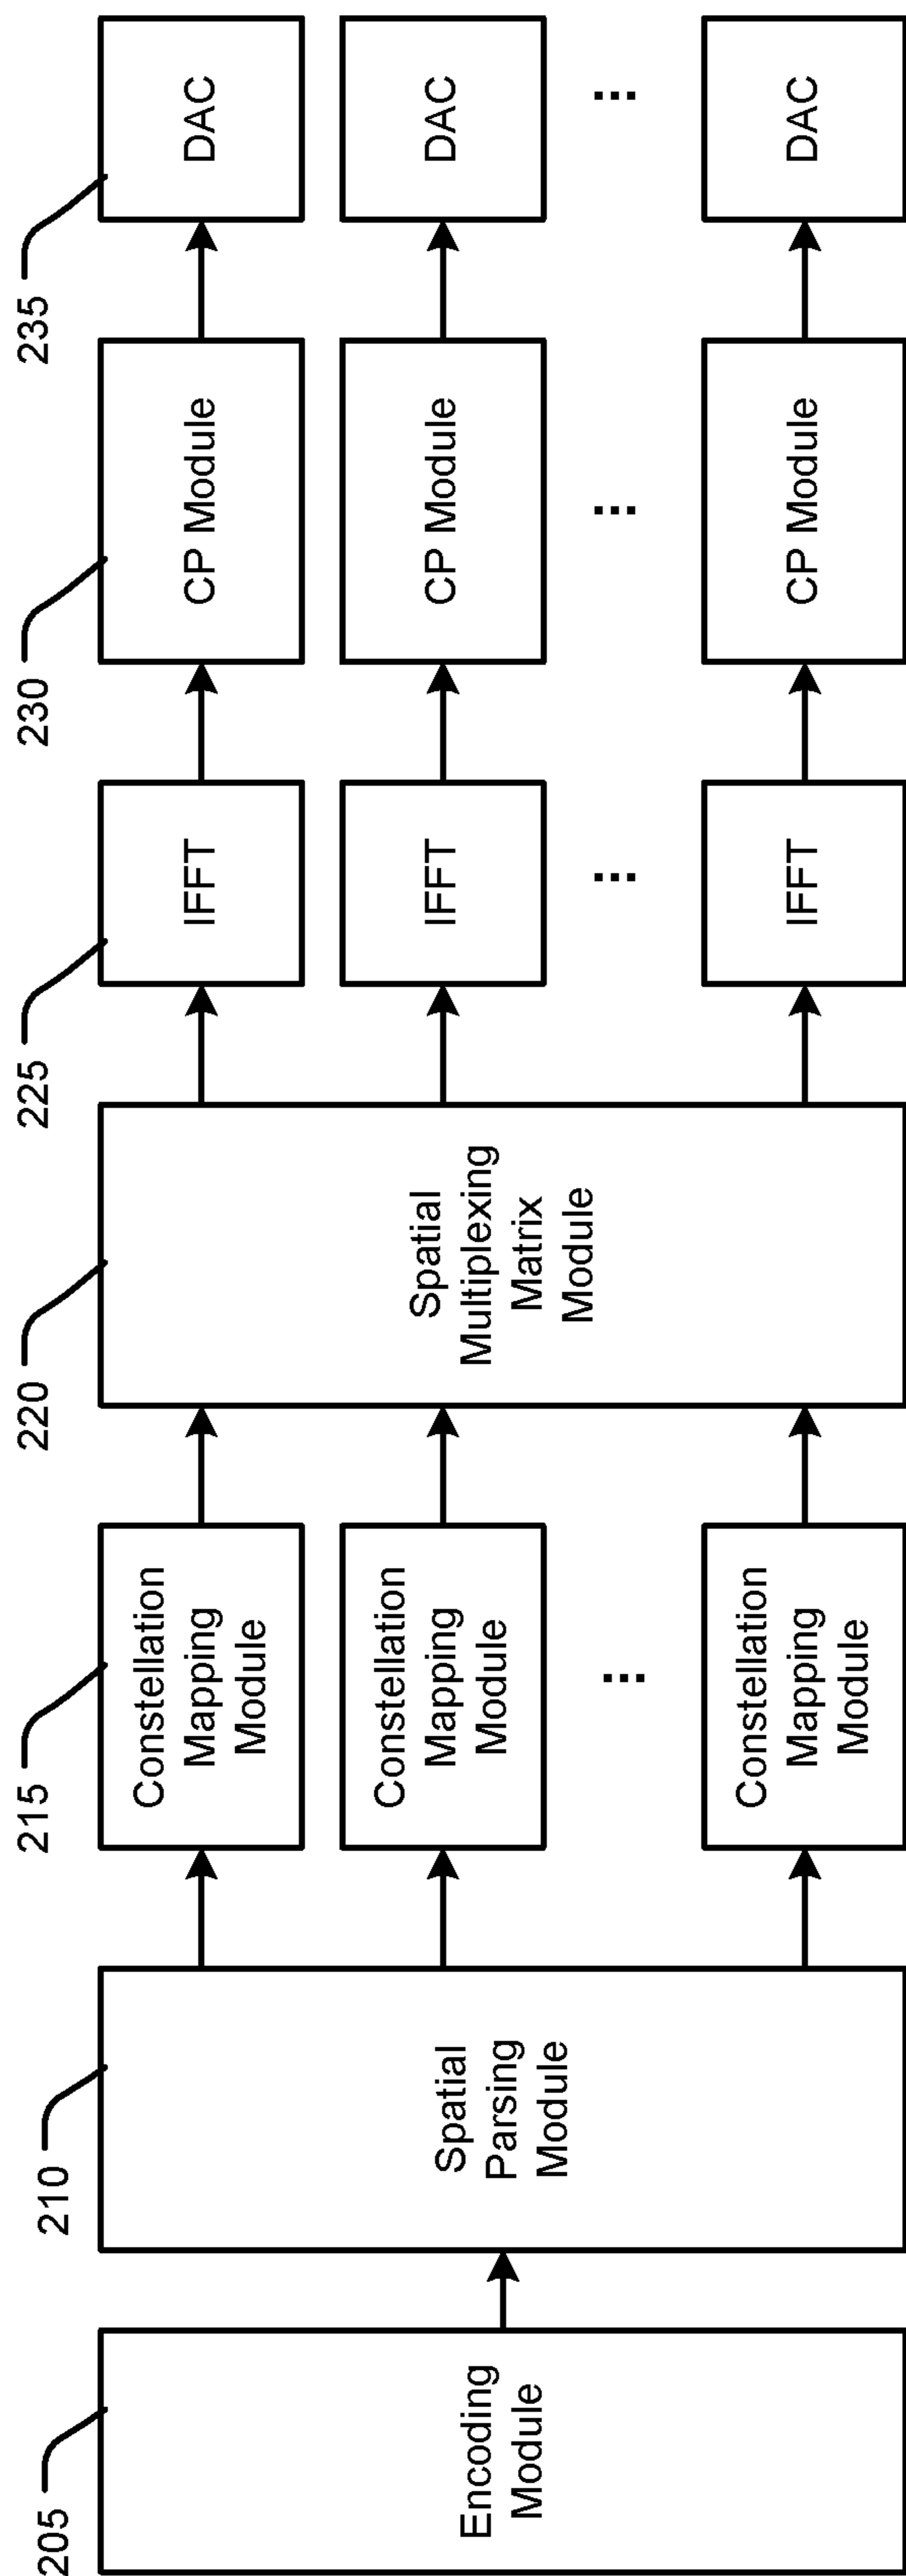 205
Encoding
Module
210
Spatial
Parsing
Module
215
Constellation
Mapping
Module
Constellation
Mapping
Module
...
Constellation
Mapping
Module
220
Spatial
Multiplexing
Matrix
Module
225
IFFT
IFFT
...
IFFT
230
CP Module
CP Module
...
CP Module
235
DAC
DAC
...
DAC